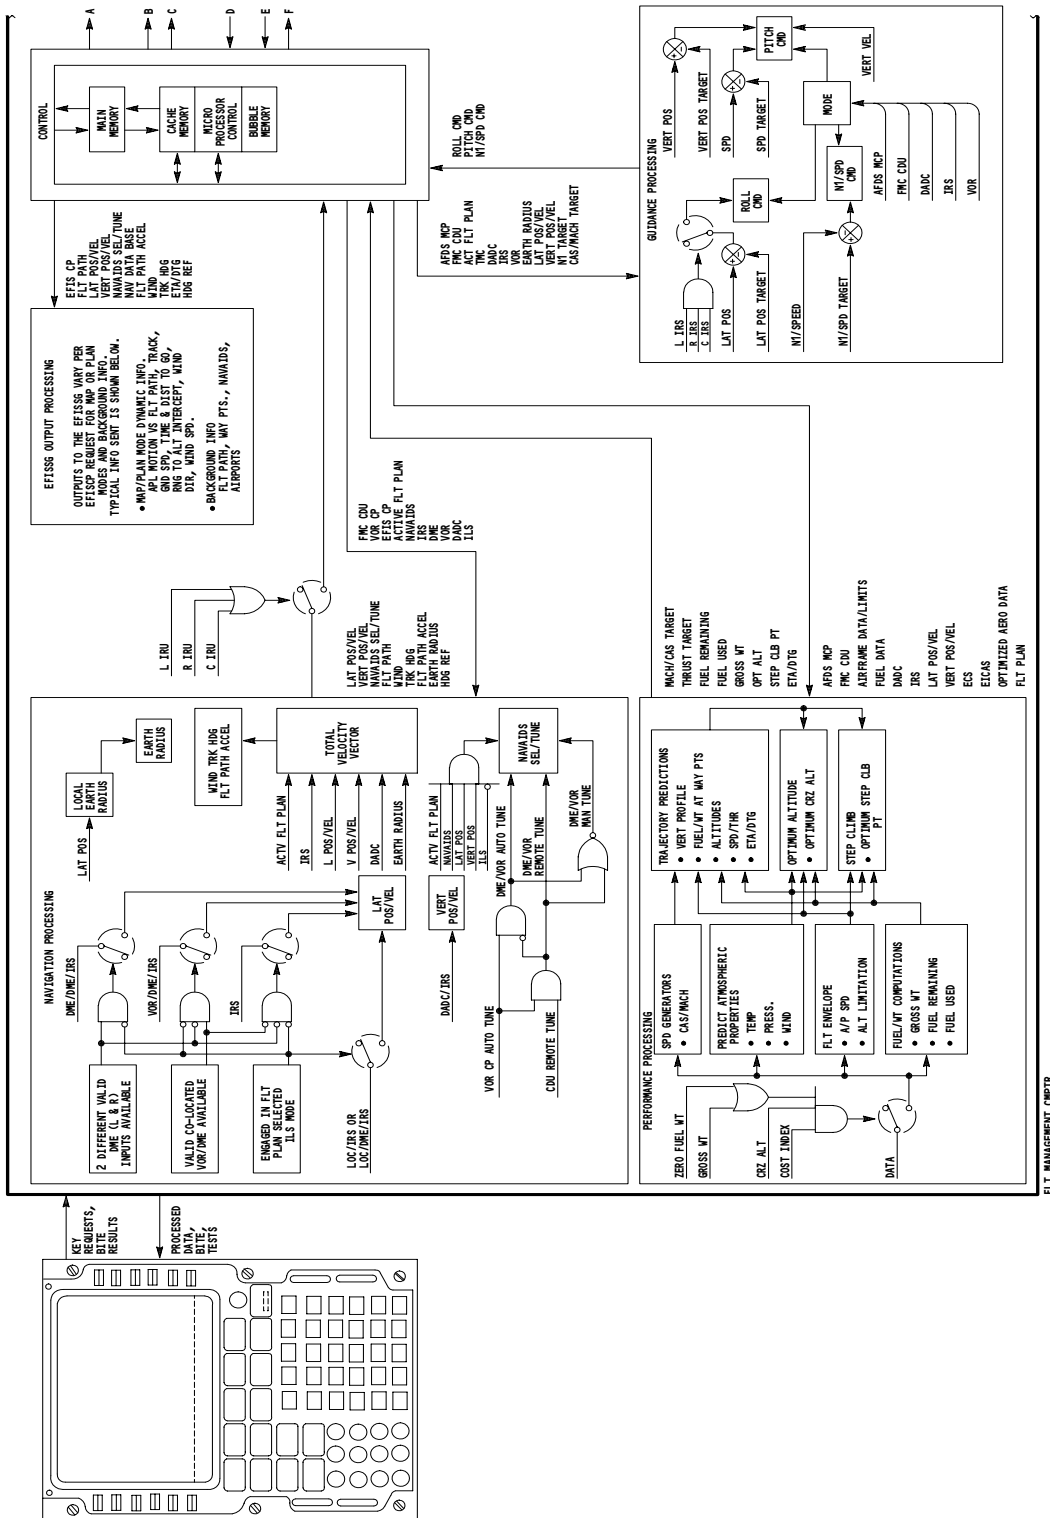 KEY
REQUESTS,
BITE
RESULTS
PROCESSED
DATA,
BITE,
TESTS
FLT MANAGEMENT CMPTR
NAVIGATION PROCESSING
2 DIFFERENT VALID
DME (L & R)
INPUTS AVAILABLE
VALID CO-LOCATED
VOR/DME AVAILABLE
ENGAGED IN FLT
PLAN SELECTED
ILS MODE
LOC/IRS OR
LOC/DME/IRS
DME/DME/IRS
VOR/DME/IRS
IRS
LAT
POS/VEL
LAT POS
LOCAL
EARTH
RADIUS
EARTH
RADIUS
WIND TRK HDG
FLT PATH ACCEL
ACTV FLT PLAN
IRS
L POS/VEL
V POS/VEL
DADC
EARTH RADIUS
TOTAL
VELOCITY
VECTOR
DADC/IRS
VERT
POS/VEL
ACTV FLT PLAN
NAVAIDS
LAT POS
VERT POS
ILS
NAVAIDS
SEL/TUNE
VOR CP AUTO TUNE
CDU REMOTE TUNE
DME/VOR AUTO TUNE
DME/VOR
REMOTE TUNE
DME/VOR
MAN TUNE
L IRU
R IRU
C IRU
LAT POS/VEL
VERT POS/VEL
NAVAIDS SEL/TUNE
FLT PATH
WIND
TRK HDG
FLT PATH ACCEL
EARTH RADIUS
HDG REF
FMC CDU
VOR CP
EFIS CP
ACTIVE FLT PLAN
NAVAIDS
IRS
DME
VOR
DADC
ILS
EFISSG OUTPUT PROCESSING
OUTPUTS TO THE EFISSG VARY PER
EFISCP REQUEST FOR MAP OR PLAN
MODES AND BACKGROUND INFO.
TYPICAL INFO SENT IS SHOWN BELOW.
• MAP/PLAN MODE DYNAMIC INFO.
APL MOTION VS FLT PATH, TRACK,
GND SPD, TIME & DIST TO GO,
RNG TO ALT INTERCEPT, WIND
DIR, WIND SPD.
• BACKGROUND INFO
FLT PATH, WAY PTS., NAVAIDS,
AIRPORTS
EFIS CP
FLT PATH
LAT POS/VEL
VERT POS/VEL
NAVAIDS SEL/TUNE
NAV DATA BASE
FLT PATH ACCEL
WIND
TRK HDG
ETA/DTG
HDG REF
CONTROL
MAIN
MEMORY
CACHE
MEMORY
MICRO
PROCESSOR
CONTROL
BUBBLE
MEMORY
A
B
C
D
E
F
ROLL CMD
PITCH CMD
N1/SPD CMD
AFDS MCP
FMC CDU
ACT FLT PLAN
TMC
DADC
IRS
VOR
EARTH RADIUS
LAT POS/VEL
VERT POS/VEL
N1 TARGET
CAS/MACH TARGET
GUIDANCE PROCESSING
L IRS
R IRS
C IRS
LAT POS
LAT POS TARGET
N1/SPEED
N1/SPD TARGET
ROLL
CMD
N1/SPD
CMD
MODE
VERT POS
VERT POS TARGET
SPD
SPD TARGET
PITCH
CMD
VERT VEL
AFDS MCP
FMC CDU
DADC
IRS
VOR
PERFORMANCE PROCESSING
ZERO FUEL WT
GROSS WT
CRZ ALT
COST INDEX
DATA
SPD GENERATORS
• CAS/MACH
PREDICT ATMOSPHERIC
PROPERTIES
• TEMP
• PRESS.
• WIND
FLT ENVELOPE
• A/P SPD
• ALT LIMITATION
FUEL/WT COMPUTATIONS
• GROSS WT
• FUEL REMAINING
• FUEL USED
TRAJECTORY PREDICTIONS
• VERT PROFILE
• FUEL/WT AT WAY PTS
• ALTITUDES
• SPD/THR
• ETA/DTG
OPTIMUM ALTITUDE
• OPTIMUM CRZ ALT
STEP CLIMB
• OPTIMUM STEP CLB
PT
MACH/CAS TARGET
THRUST TARGET
FUEL REMAINING
FUEL USED
GROSS WT
OPT ALT
STEP CLB PT
ETA/DTG
AFDS MCP
FMC CDU
AIRFRAME DATA/LIMITS
FUEL DATA
DADC
IRS
LAT POS/VEL
VERT POS/VEL
ECS
EICAS
OPTIMIZED AERO DATA
FLT PLAN